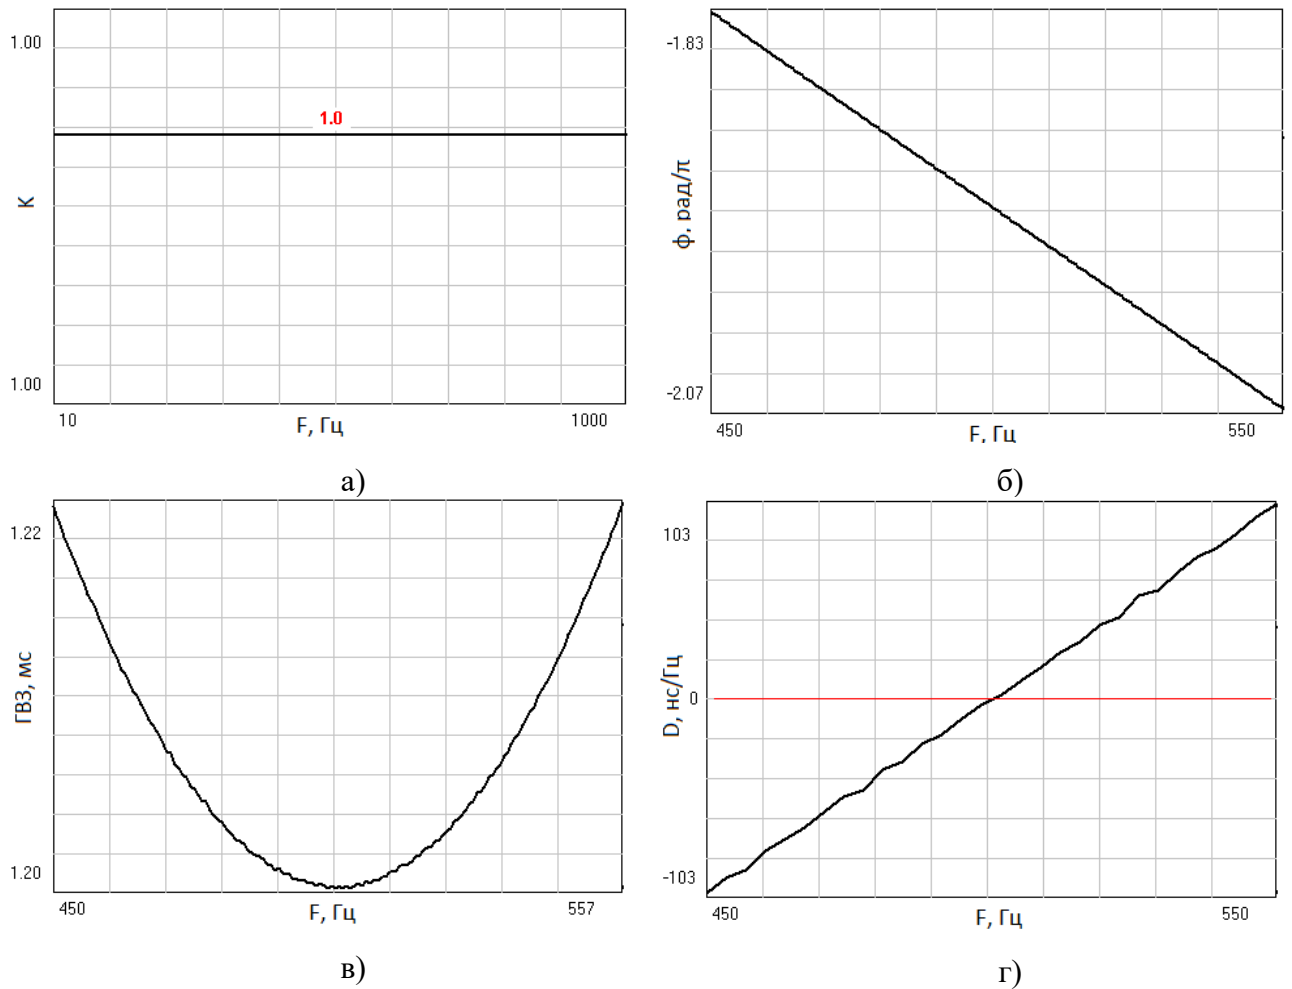 1.00
1.0
К
1.00
10
F, Гц
1000
а)
-1.83
ф. рад/π
-2.07
450
F, Гц
550
б)
1.22
ГВЗ, мс
1.20
450
F, Гц
557
в)
103
D, нс/Гц
0
-103
450
F, Гц
550
г)